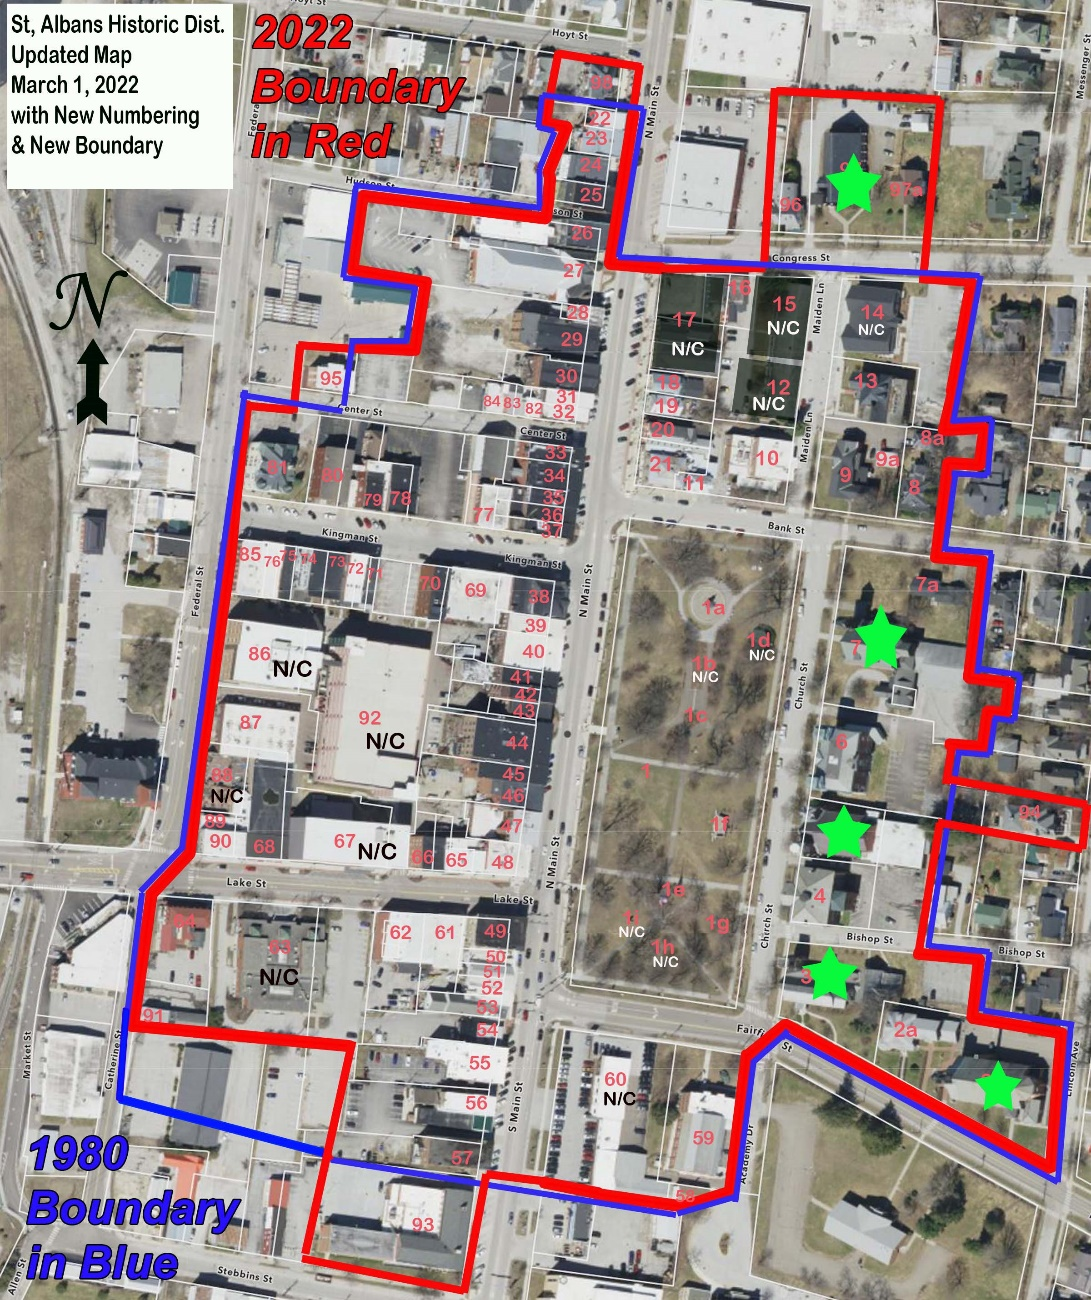 St, Albans Historic Dist.
Updated Map
March 1, 2022
with New Numbering
& New Boundary
2022
Boundary
in Red
Hoyt St
N Main St
Messenger St
22
23
24
25
96
97a
Hudson St
26
27
28
29
30
31
32
84 83 82
95
Center St
Center St
N
Congress St
Maiden Ln
16
15
N/C
17
N/C
14
N/C
12
N/C
13
18
19
20
21
11
10
Maiden Ln
9
9a
8a
8
Bank St
33
34
35
36
37
77
78
79
80
81
Kingman St
Kingman St
Federal St
N Main St
85 76 75 74 73 72 71
70
69
38
39
40
41
42
43
44
45
46
47
48
86
N/C
87
92
N/C
88
N/C
89
90
68
67
N/C
66
65
1a
1d
N/C
1b
N/C
1c
1
1f
1e
1i
N/C
1g
1h
N/C
Church St
Church St
7a
7
6
94
4
Lake St
Lake St
N Main St
Bishop St
Bishop St
3
2a
63
N/C
62
61
49
50
51
52
53
54
55
56
57
91
Market St
Catherine St
S Main St
60
N/C
59
58
Academy Dr
Lincoln Ave
93
Stebbins St
Allen St
1980
Boundary
in Blue